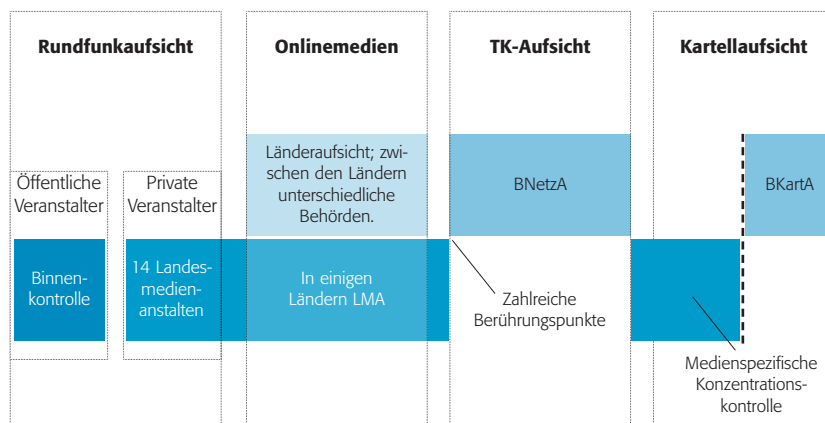 Rundfunkaufsicht
Onlinemedien
TK-Aufsicht
Kartellaufsicht
Öffentliche
Veranstalter
Private
Veranstalter
Länderaufsicht; zwi-
schen den Ländern
unterschiedliche
Behörden.
BNetzA
BKartA
Binnen-
kontrolle
14 Landes-
medien-
anstalten
In einigen
Ländern LMA
Zahlreiche
Berührungspunkte
Medienspezifische
Konzentrations-
kontrolle